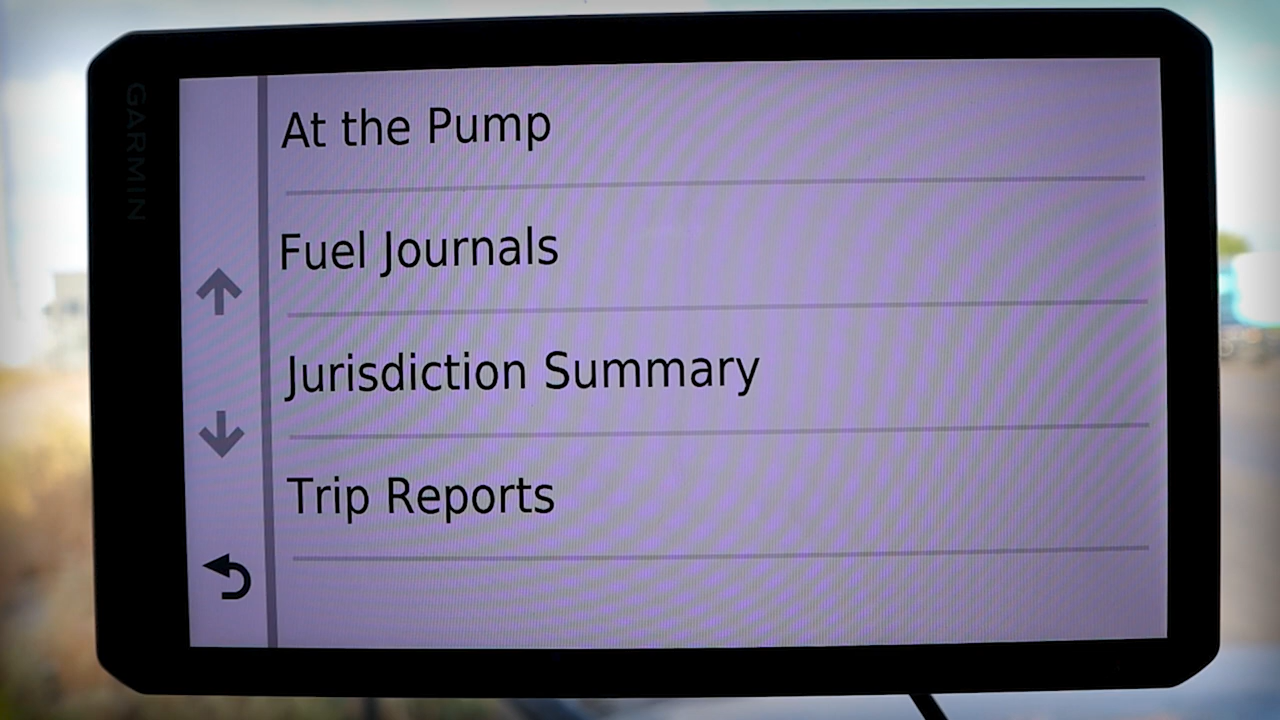 GARMIN
At the Pump
Fuel Journals
Jurisdiction Summary
Trip Reports